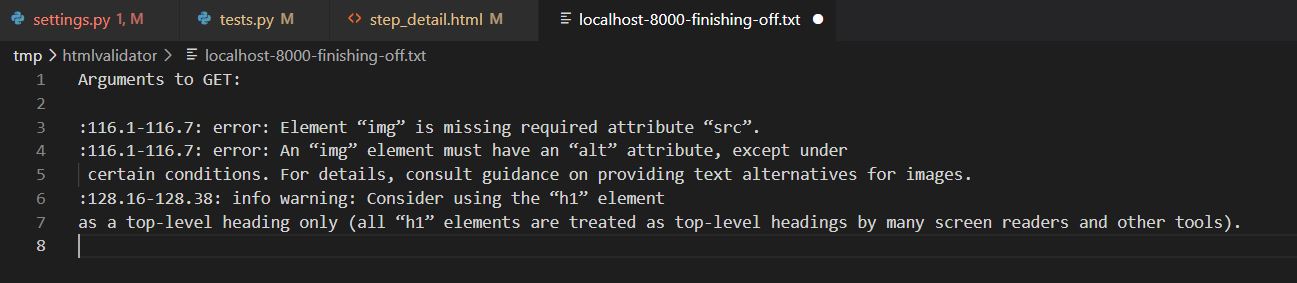 settings.py 1, M tests.py M step_detail.html M localhost-8000-finishing-off.txt
tmp > htmlvalidator > localhost-8000-finishing-off.txt
1 Arguments to GET:
2
3 :116.1-116.7: error: Element “img” is missing required attribute “src”.
4 :116.1-116.7: error: An “img” element must have an “alt” attribute, except under
5 certain conditions. For details, consult guidance on providing text alternatives for images.
6 :128.16-128.38: info warning: Consider using the “h1” element
7 as a top-level heading only (all “h1” elements are treated as top-level headings by many screen readers and other tools).
8